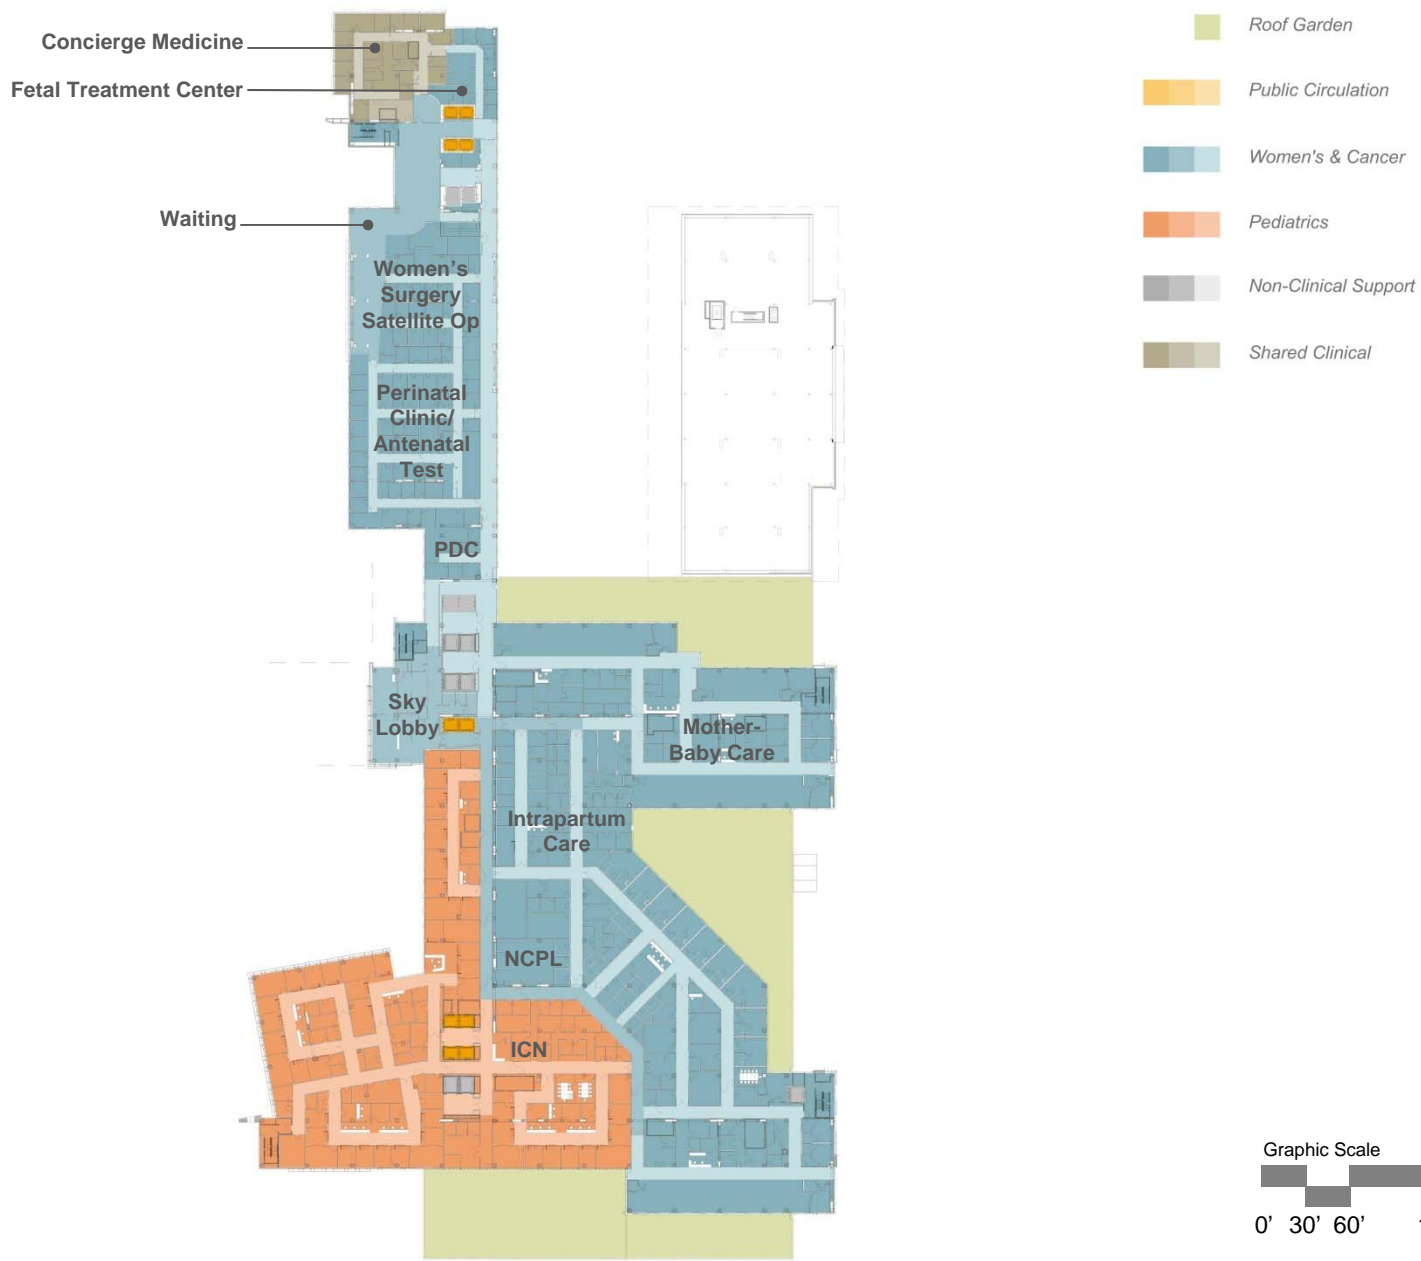 Concierge Medicine
Fetal Treatment Center
Waiting
Women’s
Surgery
Satellite Op
Perinatal
Clinic/
Antenatal
Test
PDC
Sky
Lobby
Mother-
Baby Care
Intrapartum
Care
NCPL
ICN
Roof Garden
Public Circulation
Women's & Cancer
Pediatrics
Non-Clinical Support
Shared Clinical
Graphic Scale
0’ 30’ 60’